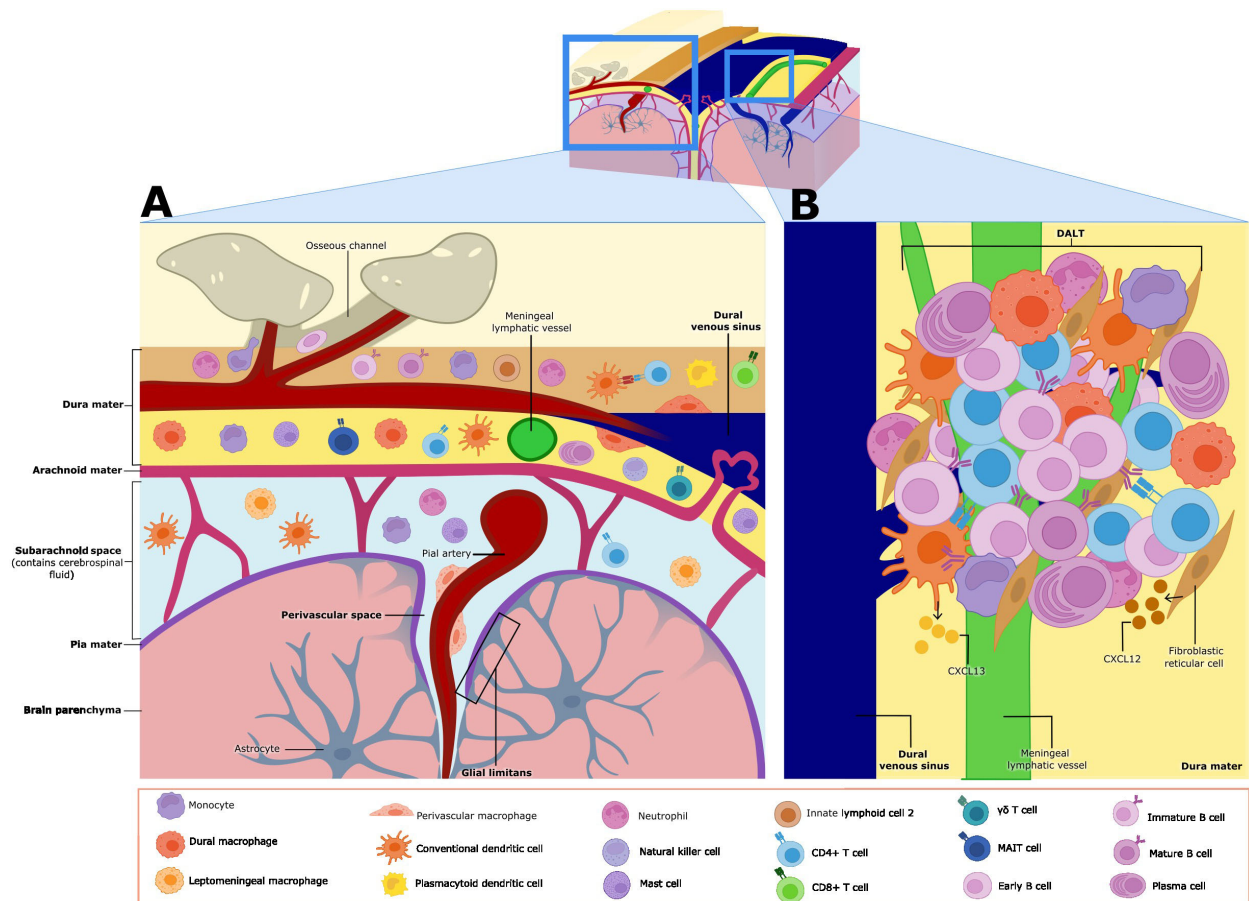 A
B
Osseous channel
Meningeal
lymphatic vessel
Dural
venous sinus
Dura mater
Arachnoid mater
Subarachnoid space
(contains cerebrospinal
fluid)
Pial artery
Perivascular space
Pia mater
Brain parenchyma
Astrocyte
Glial limitans
DALT
CXCL13
CXCL12
Fibroblastic
reticular cell
Dural
venous sinus
Meningeal
lymphatic vessel
Dura mater
Monocyte
Dural macrophage
Leptomeningeal macrophage
Perivascular macrophage
Conventional dendritic cell
Plasmacytoid dendritic cell
Neutrophil
Natural killer cell
Mast cell
Innate lymphoid cell 2
CD4+ T cell
CD8+ T cell
γδ T cell
MAIT cell
Early B cell
Immature B cell
Mature B cell
Plasma cell